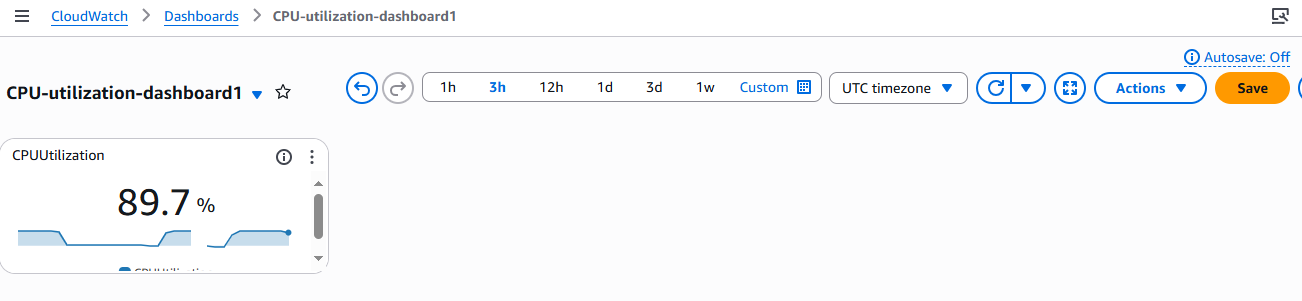 CloudWatch > Dashboards > CPU-utilization-dashboard1
Autosave: Off
CPU-utilization-dashboard1 1h 3h 12h 1d 3d 1w Custom UTC timezone Actions Save
CPUUtilization
89.7 %
CPUUtilization